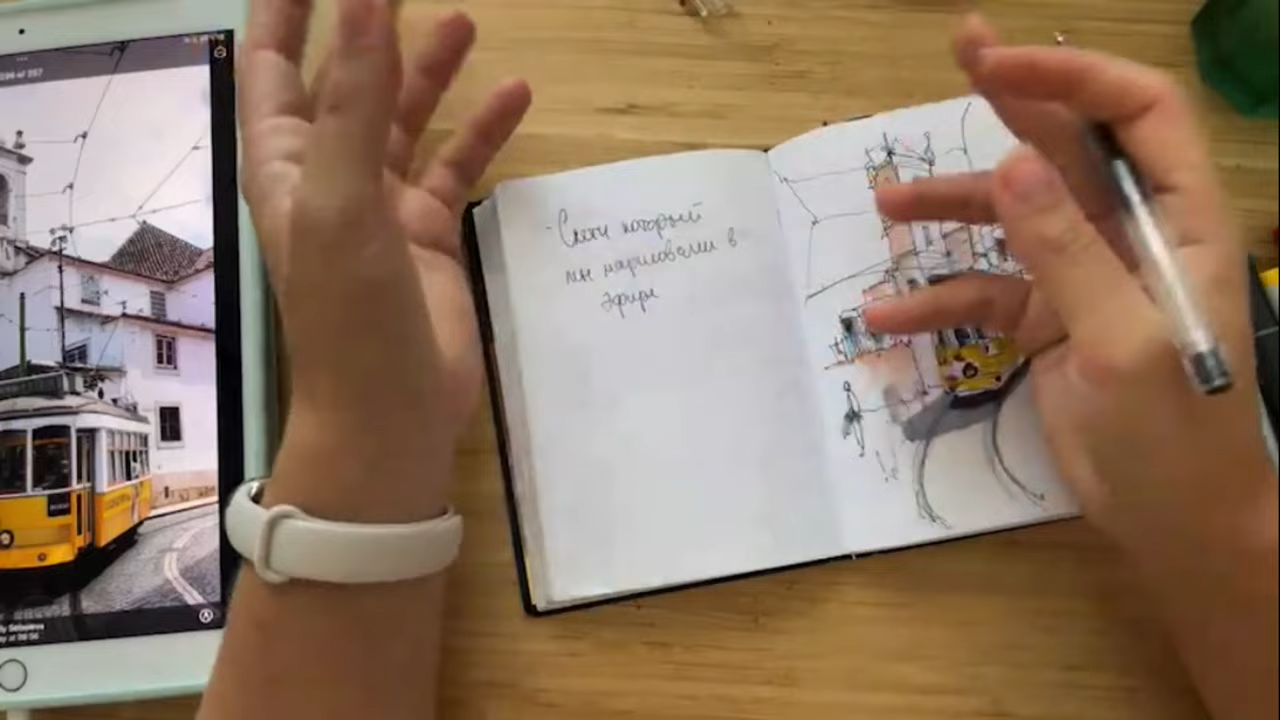 - Скетч который
мы нарисовали в
эфире